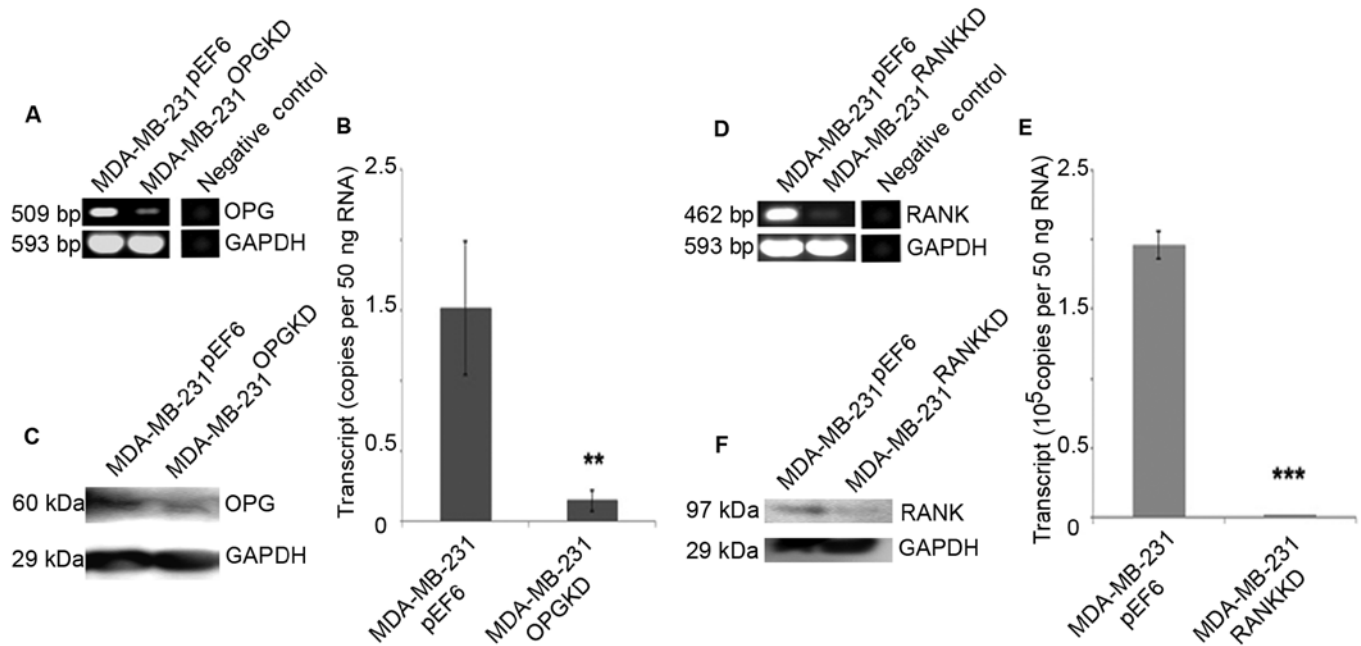 A
MDA-MB-231pEF6
MDA-MB-231OPGKD
Negative control
509 bp
OPG
593 bp
GAPDH
B
Transcript (copies per 50 ng RNA)
2.5
1.5
0.5
0
**
MDA-MB-231
pEF6
MDA-MB-231
OPGKD
C
MDA-MB-231pEF6
MDA-MB-231OPGKD
60 kDa
OPG
29 kDa
GAPDH
D
MDA-MB-231pEF6
MDA-MB-231RANKKD
Negative control
462 bp
RANK
593 bp
GAPDH
E
Transcript (10^5 copies per 50 ng RNA)
2.5
1.5
0.5
0
***
MDA-MB-231
pEF6
MDA-MB-231
RANKKD
F
MDA-MB-231pEF6
MDA-MB-231RANKKD
97 kDa
RANK
29 kDa
GAPDH